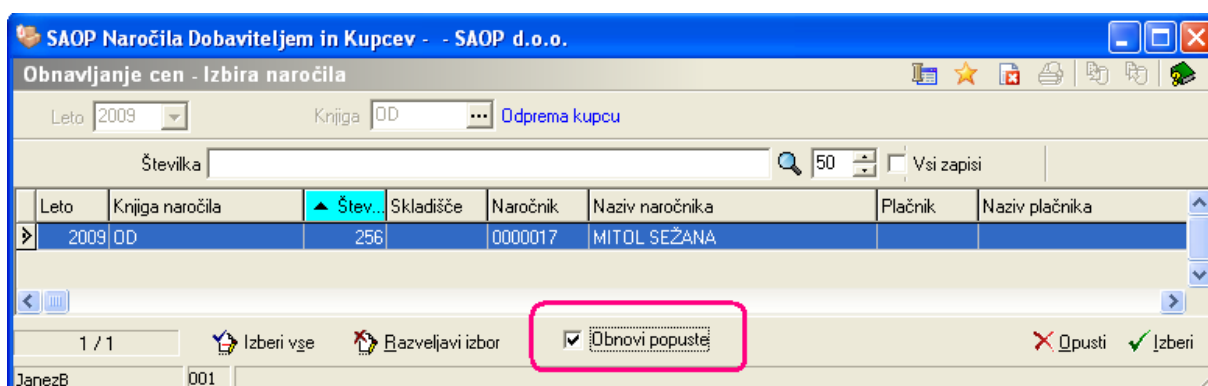 SAOP Naročila Dobaviteljem in Kupcev - - SAOP d.o.o.
Obnavljanje cen - Izbira naročila
Leto 2009 Knjiga OD ... Odprema kupcu
Številka 50 Vsi zapisi
Leto Knjiga naročila Štev... Skladišče Naročnik Naziv naročnika Plačnik Naziv plačnika
2009 OD 256 0000017 MITOL SEŽANA
1 / 1 Izberi vse Razveljavi izbor Obnovi popuste Opusti Izberi
JanezB 001